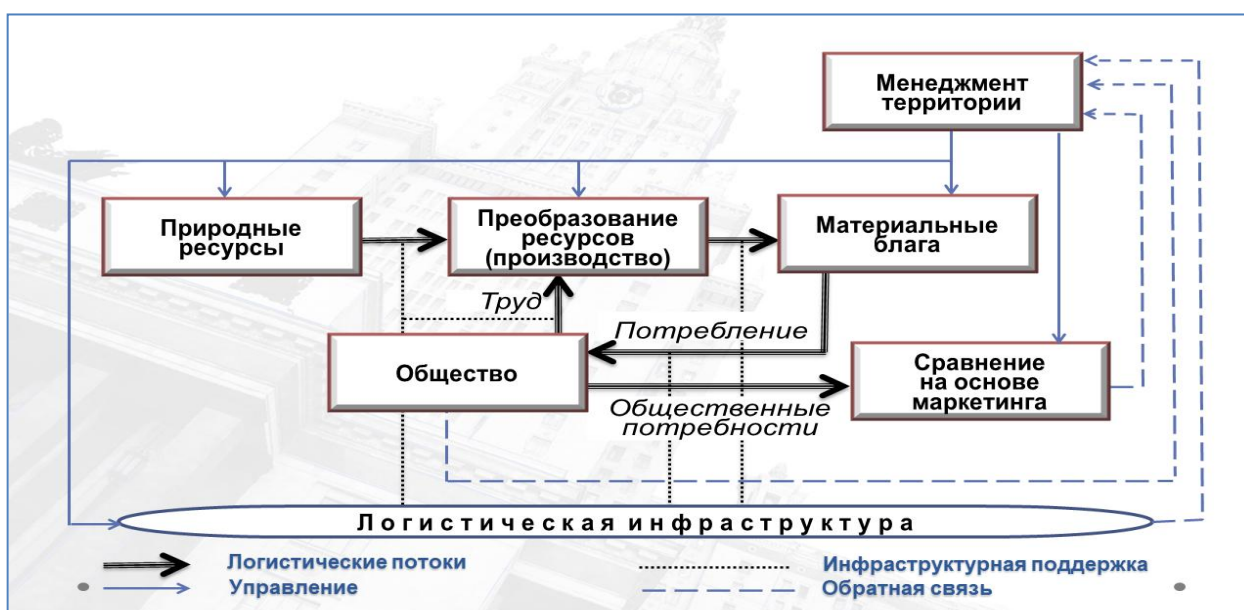 Менеджмент
территории
Природные
ресурсы
Преобразование
ресурсов
(производство)
Материальные
блага
Труд
Потребление
Общество
Общественные
потребности
Сравнение
на основе
маркетинга
Логистическая инфраструктура
Логистические потоки
Инфраструктурная поддержка
Управление
Обратная связь